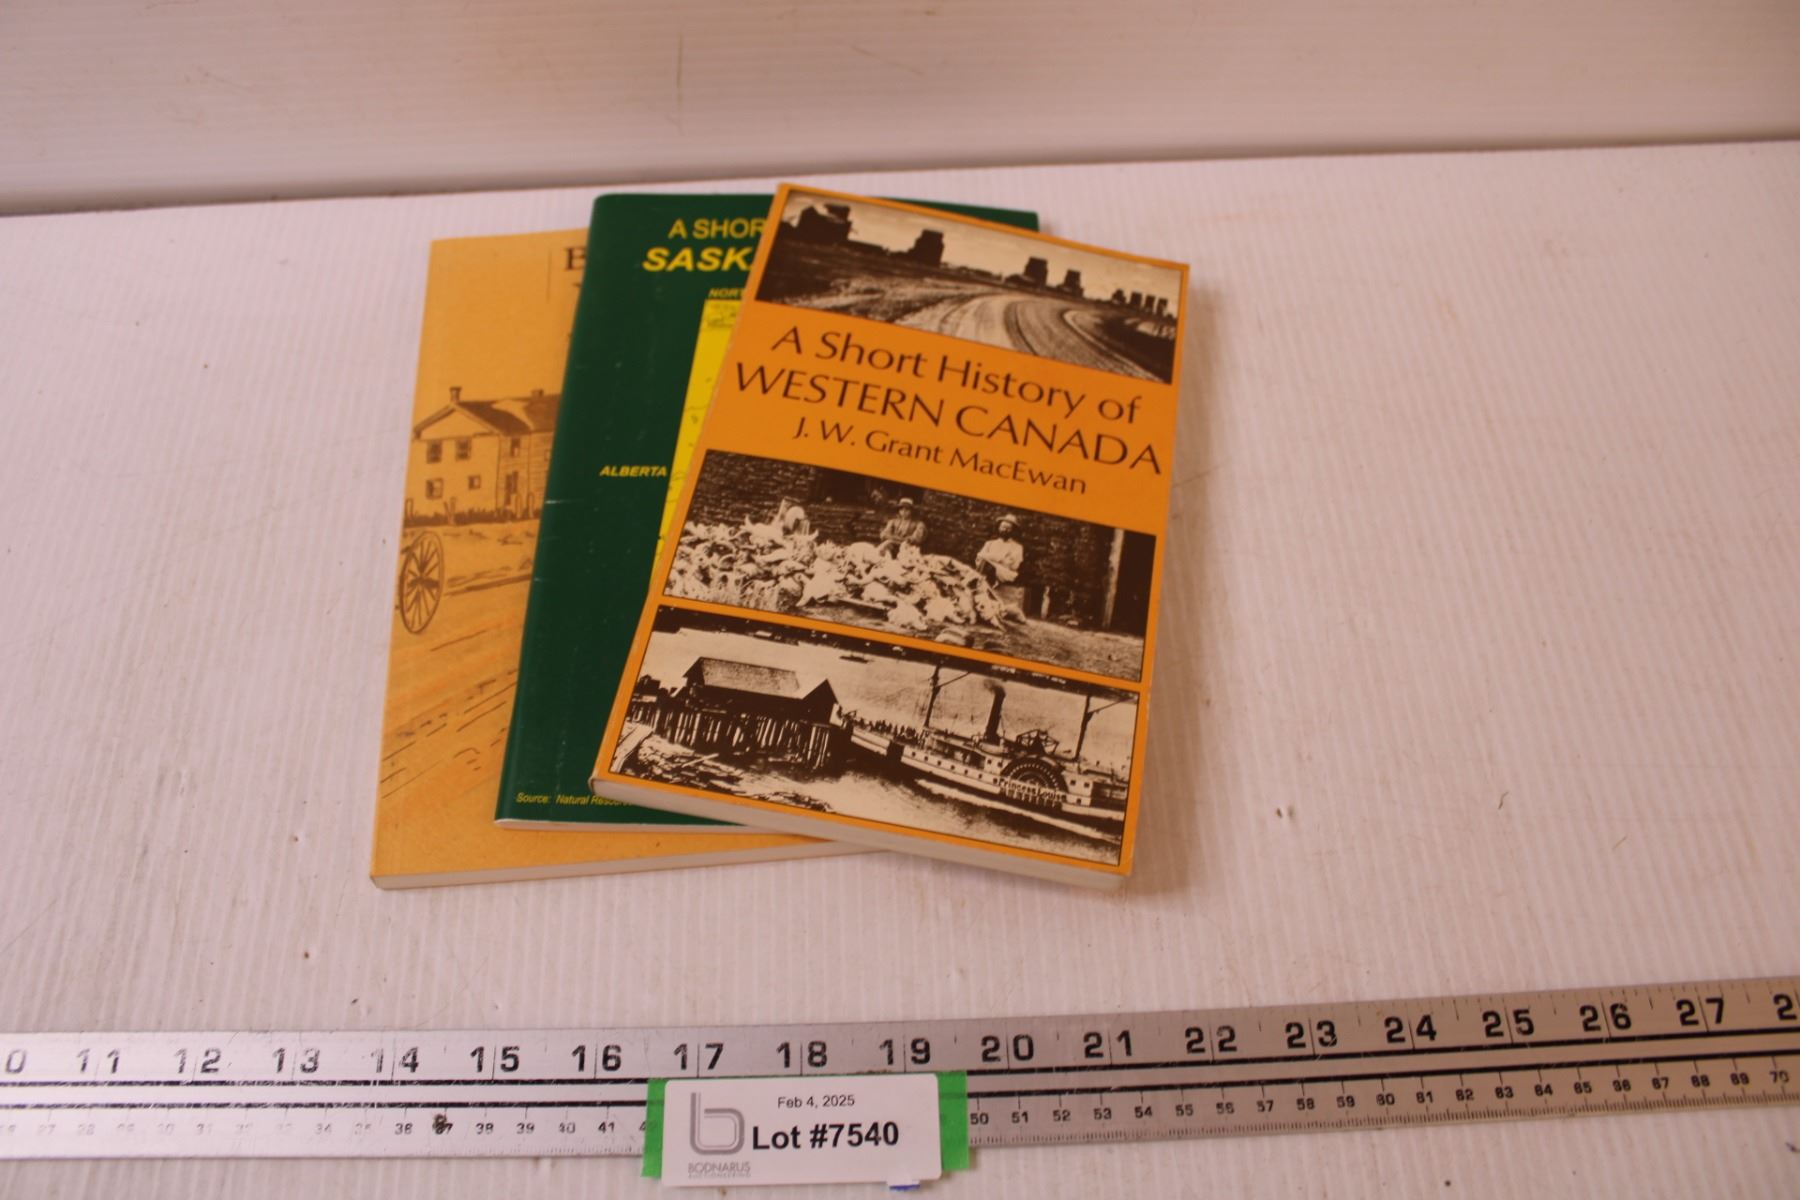 A SHOR
SASK
NORT
ALBERTA
Source: Natural Resourc
A Short History of
WESTERN CANADA
J. W. Grant MacEwan
Princess Louise
11 12 13 14 15 16 17 18 19 20 21 22 23 24 25 26 27
50 51 52 53 54 55 56 57 58 59 60 61 62 63 64 65 66 67 68 69 70
Feb 4, 2025
Lot #7540
BODNARUS
AUCTIONEERING